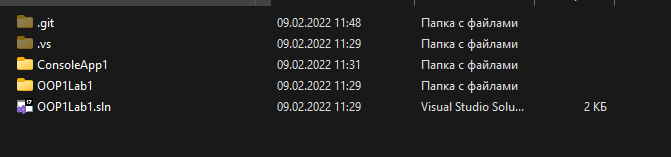 .git 09.02.2022 11:48 Папка с файлами
.vs 09.02.2022 11:29 Папка с файлами
ConsoleApp1 09.02.2022 11:31 Папка с файлами
OOP1Lab1 09.02.2022 11:29 Папка с файлами
OOP1Lab1.sln 09.02.2022 11:29 Visual Studio Solu... 2 КБ